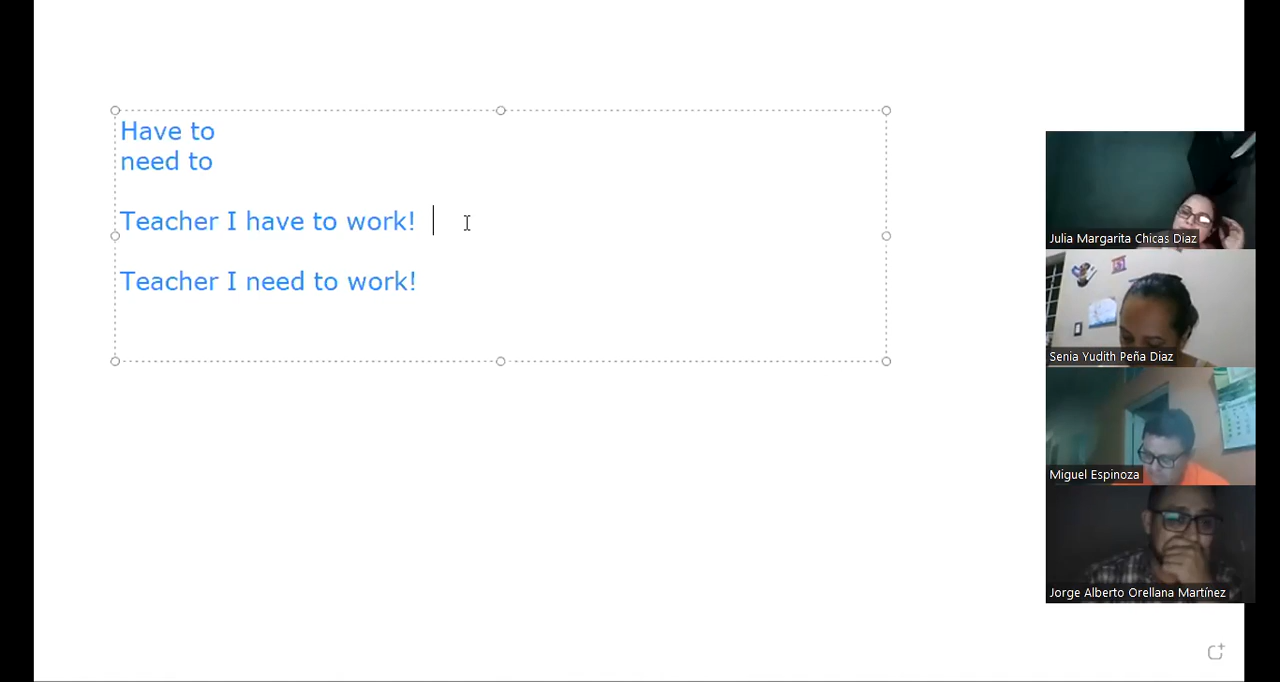 Have to
need to
Teacher I have to work!
Teacher I need to work!
Julia Margarita Chicas Diaz
Senia Yudith Peña Diaz
Miguel Espinoza
Jorge Alberto Orellana Martínez